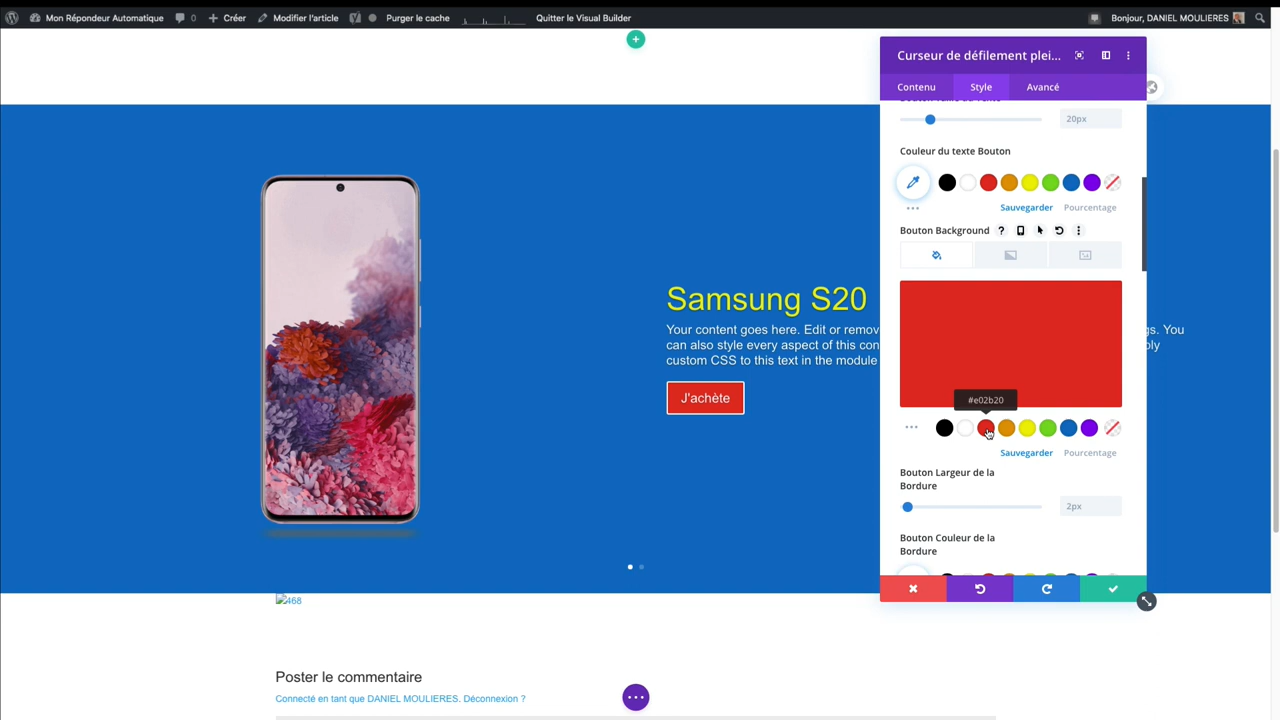 Mon Répondeur Automatique 0 Créer Modifier l'article Purger le cache Quitter le Visual Builder Bonjour, DANIEL MOULIERES
Curseur de défilement plei...
Contenu Style Avancé
20px
Couleur du texte Bouton
Sauvegarder Pourcentage
Bouton Background ?
Samsung S20
Your content goes here. Edit or remov
gs. You
can also style every aspect of this con
custom CSS to this text in the module
J'achète
#e02b20
Sauvegarder Pourcentage
Bouton Largeur de la
Bordure
2px
Bouton Couleur de la
Bordure
468
Poster le commentaire
Connecté en tant que DANIEL MOULIERES. Déconnexion ?